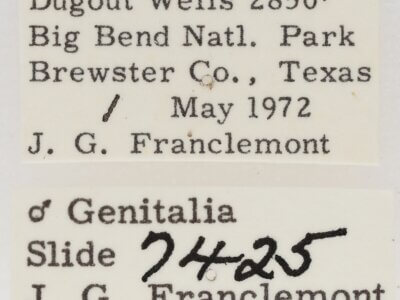 Dugout Wells 2850'
Big Bend Natl. Park
Brewster Co., Texas
1 May 1972
J. G. Franclemont
♂ Genitalia
Slide 7425
J. G. Franclemont